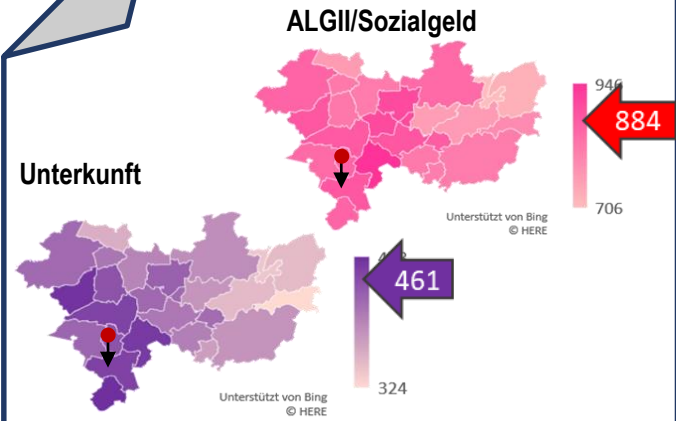 ALGII/Sozialgeld
946
884
706
Unterstützt von Bing
© HERE
Unterkunft
461
324
Unterstützt von Bing
© HERE